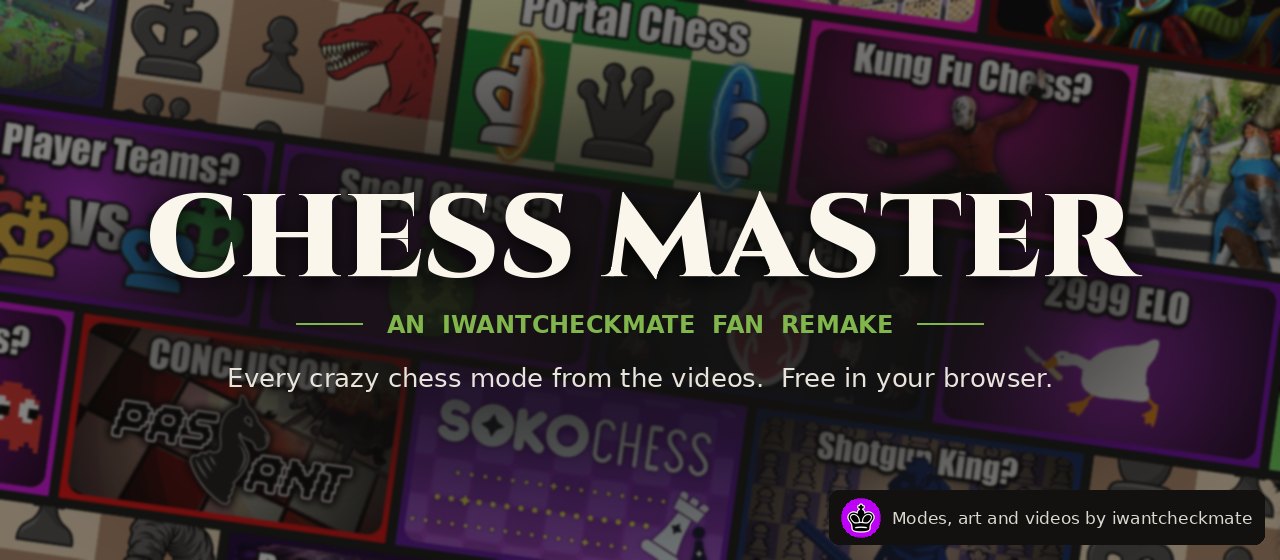 Portal Chess
Kung Fu Chess?
Player Teams?
Spell Chess?
VS
CHESS MASTER
2999 ELO
AN IWANTCHECKMATE FAN REMAKE
s?
CONCLUSION
Every crazy chess mode from the videos. Free in your browser.
PAS
ANT
SOKOCHESS
Shotgun King?
Modes, art and videos by iwantcheckmate